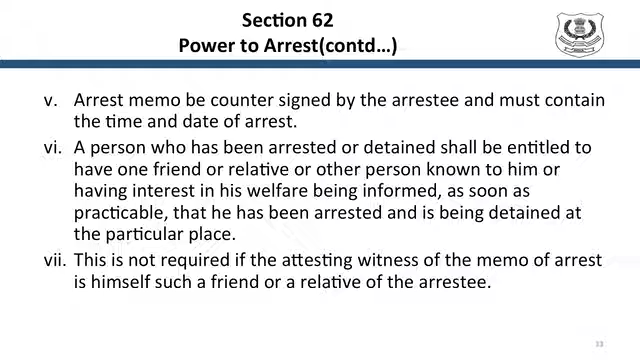 Section 62
Power to Arrest(contd...)
v. Arrest memo be counter signed by the arrestee and must contain
the time and date of arrest.
vi. A person who has been arrested or detained shall be entitled to
have one friend or relative or other person known to him or
having interest in his welfare being informed, as soon as
practicable, that he has been arrested and is being detained at
the particular place.
vii. This is not required if the attesting witness of the memo of arrest
is himself such a friend or a relative of the arrestee.
33